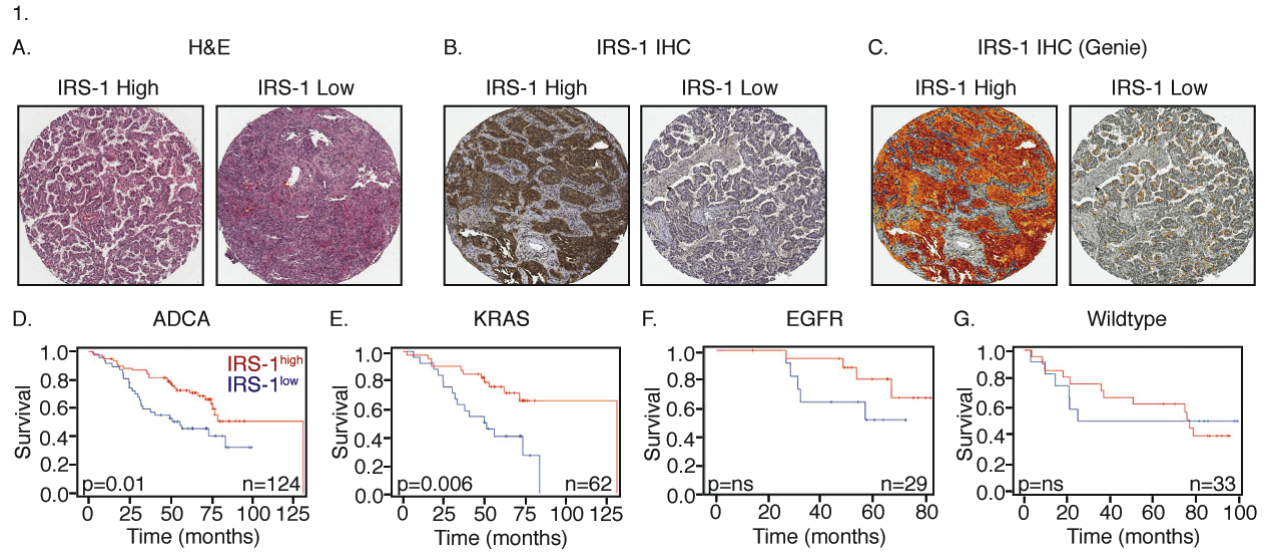 1.
A. H&E B. IRS-1 IHC C. IRS-1 IHC (Genie)
IRS-1 High IRS-1 Low IRS-1 High IRS-1 Low IRS-1 High IRS-1 Low
D. ADCA E. KRAS F. EGFR G. Wildtype
IRS-1high
IRS-1low
Survival
1.0
0.8
0.6
0.4
0.2
0.0
p=0.01 n=124
0 25 50 75 100 125
Time (months)
Survival
1.0
0.8
0.6
0.4
0.2
0.0
p=0.006 n=62
0 25 50 75 100 125
Time (months)
Survival
1.0
0.8
0.6
0.4
0.2
0.0
p=ns n=29
0 20 40 60 80
Time (months)
Survival
1.0
0.8
0.6
0.4
0.2
0.0
p=ns n=33
0 20 40 60 80 100
Time (months)